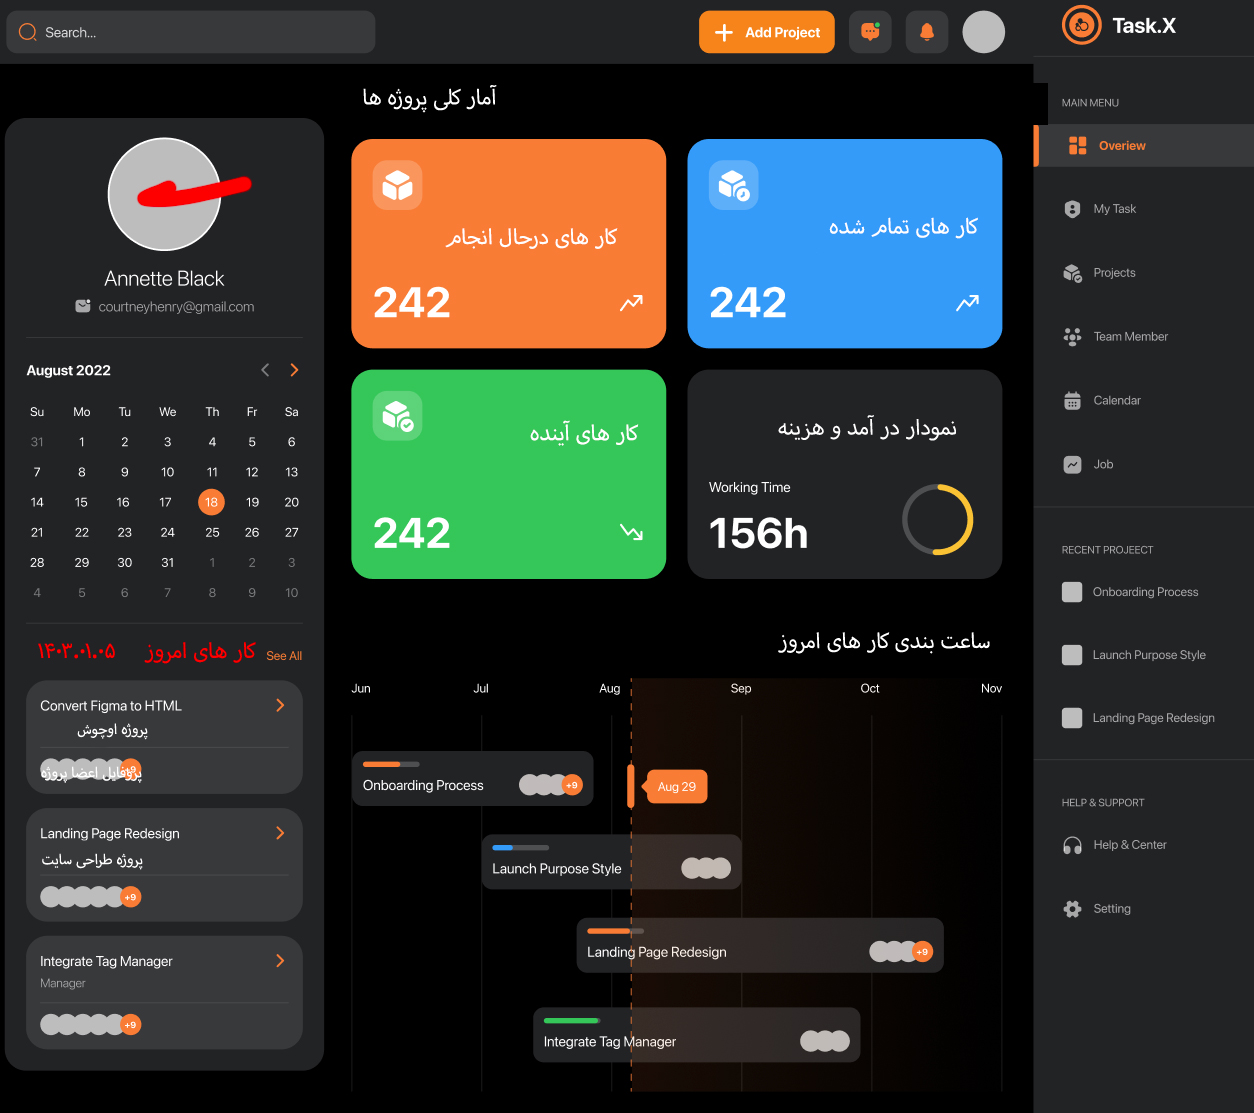 Search...
Add Project
Task.X
آمار کلی پروژه ها
MAIN MENU
Overiew
My Task
Projects
Team Member
Calendar
Job
RECENT PROJEECT
Onboarding Process
Launch Purpose Style
Landing Page Redesign
HELP & SUPPORT
Help & Center
Setting
Annette Black
courtneyhenry@gmail.com
August 2022
Su Mo Tu We Th Fr Sa
31 1 2 3 4 5 6
7 8 9 10 11 12 13
14 15 16 17 18 19 20
21 22 23 24 25 26 27
28 29 30 31 1 2 3
4 5 6 7 8 9 10
کار های امروز ۱۴۰۳.۰۱.۰۵
See All
Convert Figma to HTML
پروژه اوچوش
+9
پروفایل اعضا پروژه
Landing Page Redesign
پروژه طراحی سایت
+9
Integrate Tag Manager
Manager
+9
کار های درحال انجام
242
کار های تمام شده
242
کار های آینده
242
نمودار در آمد و هزینه
Working Time
156h
ساعت بندی کار های امروز
Jun Jul Aug Sep Oct Nov
Onboarding Process
+9
Aug 29
Launch Purpose Style
Landing Page Redesign
+9
Integrate Tag Manager